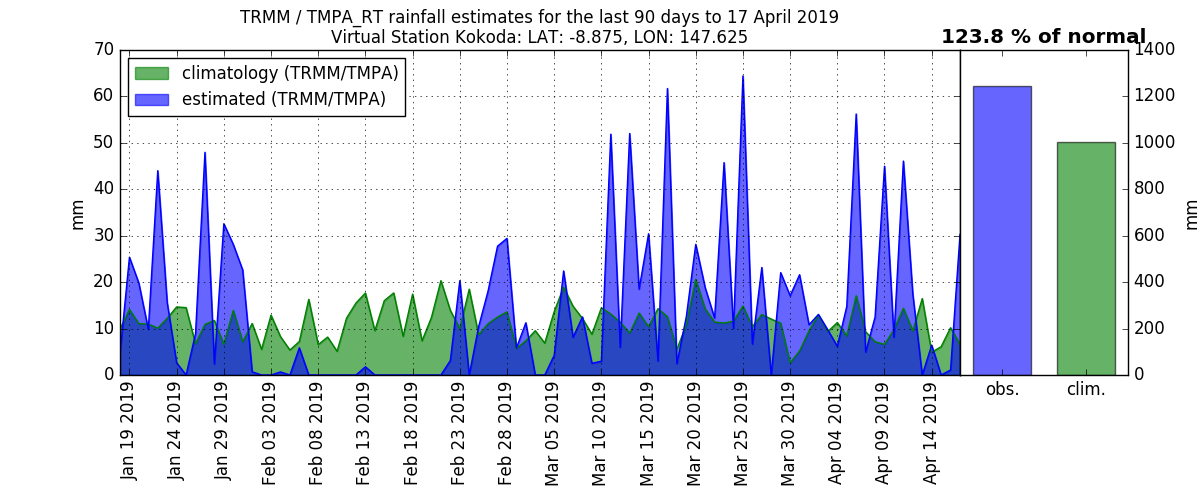 TRMM / TMPA_RT rainfall estimates for the last 90 days to 17 April 2019
Virtual Station Kokoda: LAT: -8.875, LON: 147.625
123.8 % of normal
climatology (TRMM/TMPA)
estimated (TRMM/TMPA)
70
60
50
40
30
20
10
0
mm
1400
1200
1000
800
600
400
200
0
mm
Jan 19 2019
Jan 24 2019
Jan 29 2019
Feb 03 2019
Feb 08 2019
Feb 13 2019
Feb 18 2019
Feb 23 2019
Feb 28 2019
Mar 05 2019
Mar 10 2019
Mar 15 2019
Mar 20 2019
Mar 25 2019
Mar 30 2019
Apr 04 2019
Apr 09 2019
Apr 14 2019
obs.
clim.